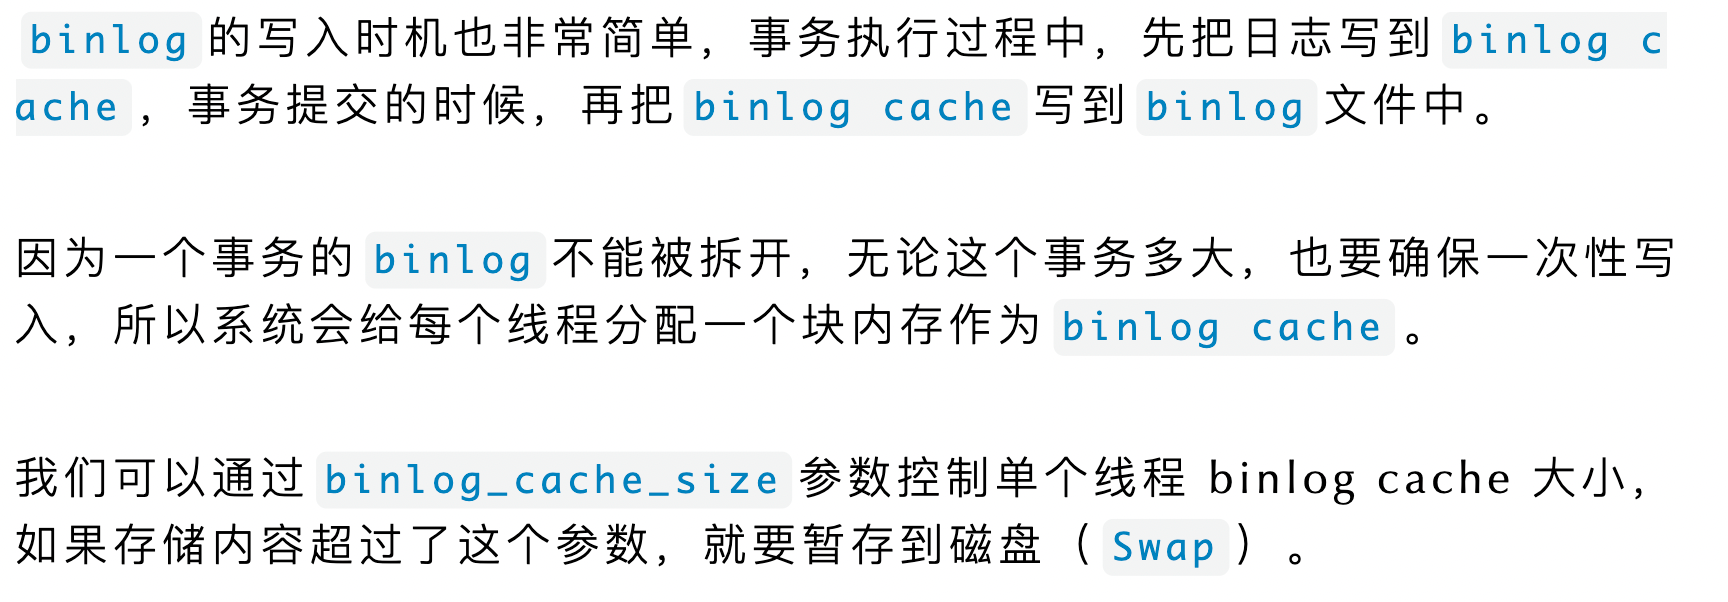 binlog 的写入时机也非常简单，事务执行过程中，先把日志写到 binlog c
ache ，事务提交的时候，再把 binlog cache 写到 binlog 文件中。
因为一个事务的 binlog 不能被拆开，无论这个事务多大，也要确保一次性写
入，所以系统会给每个线程分配一个块内存作为 binlog cache 。
我们可以通过 binlog_cache_size 参数控制单个线程 binlog cache 大小，
如果存储内容超过了这个参数，就要暂存到磁盘（ Swap ）。